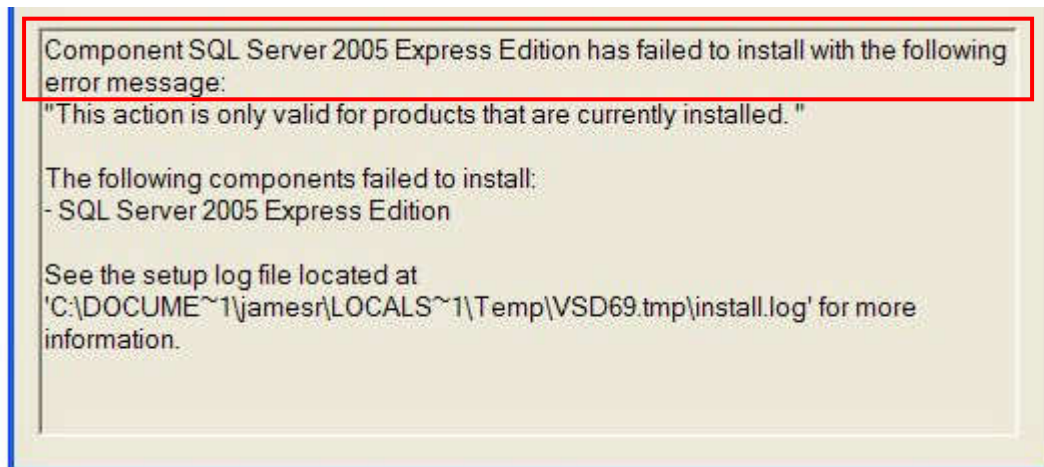 Component SQL Server 2005 Express Edition has failed to install with the following
error message:
"This action is only valid for products that are currently installed. "
The following components failed to install:
- SQL Server 2005 Express Edition
See the setup log file located at
'C:\DOCUME~1\jamesr\LOCALS~1\Temp\VSD69.tmp\install.log' for more
information.